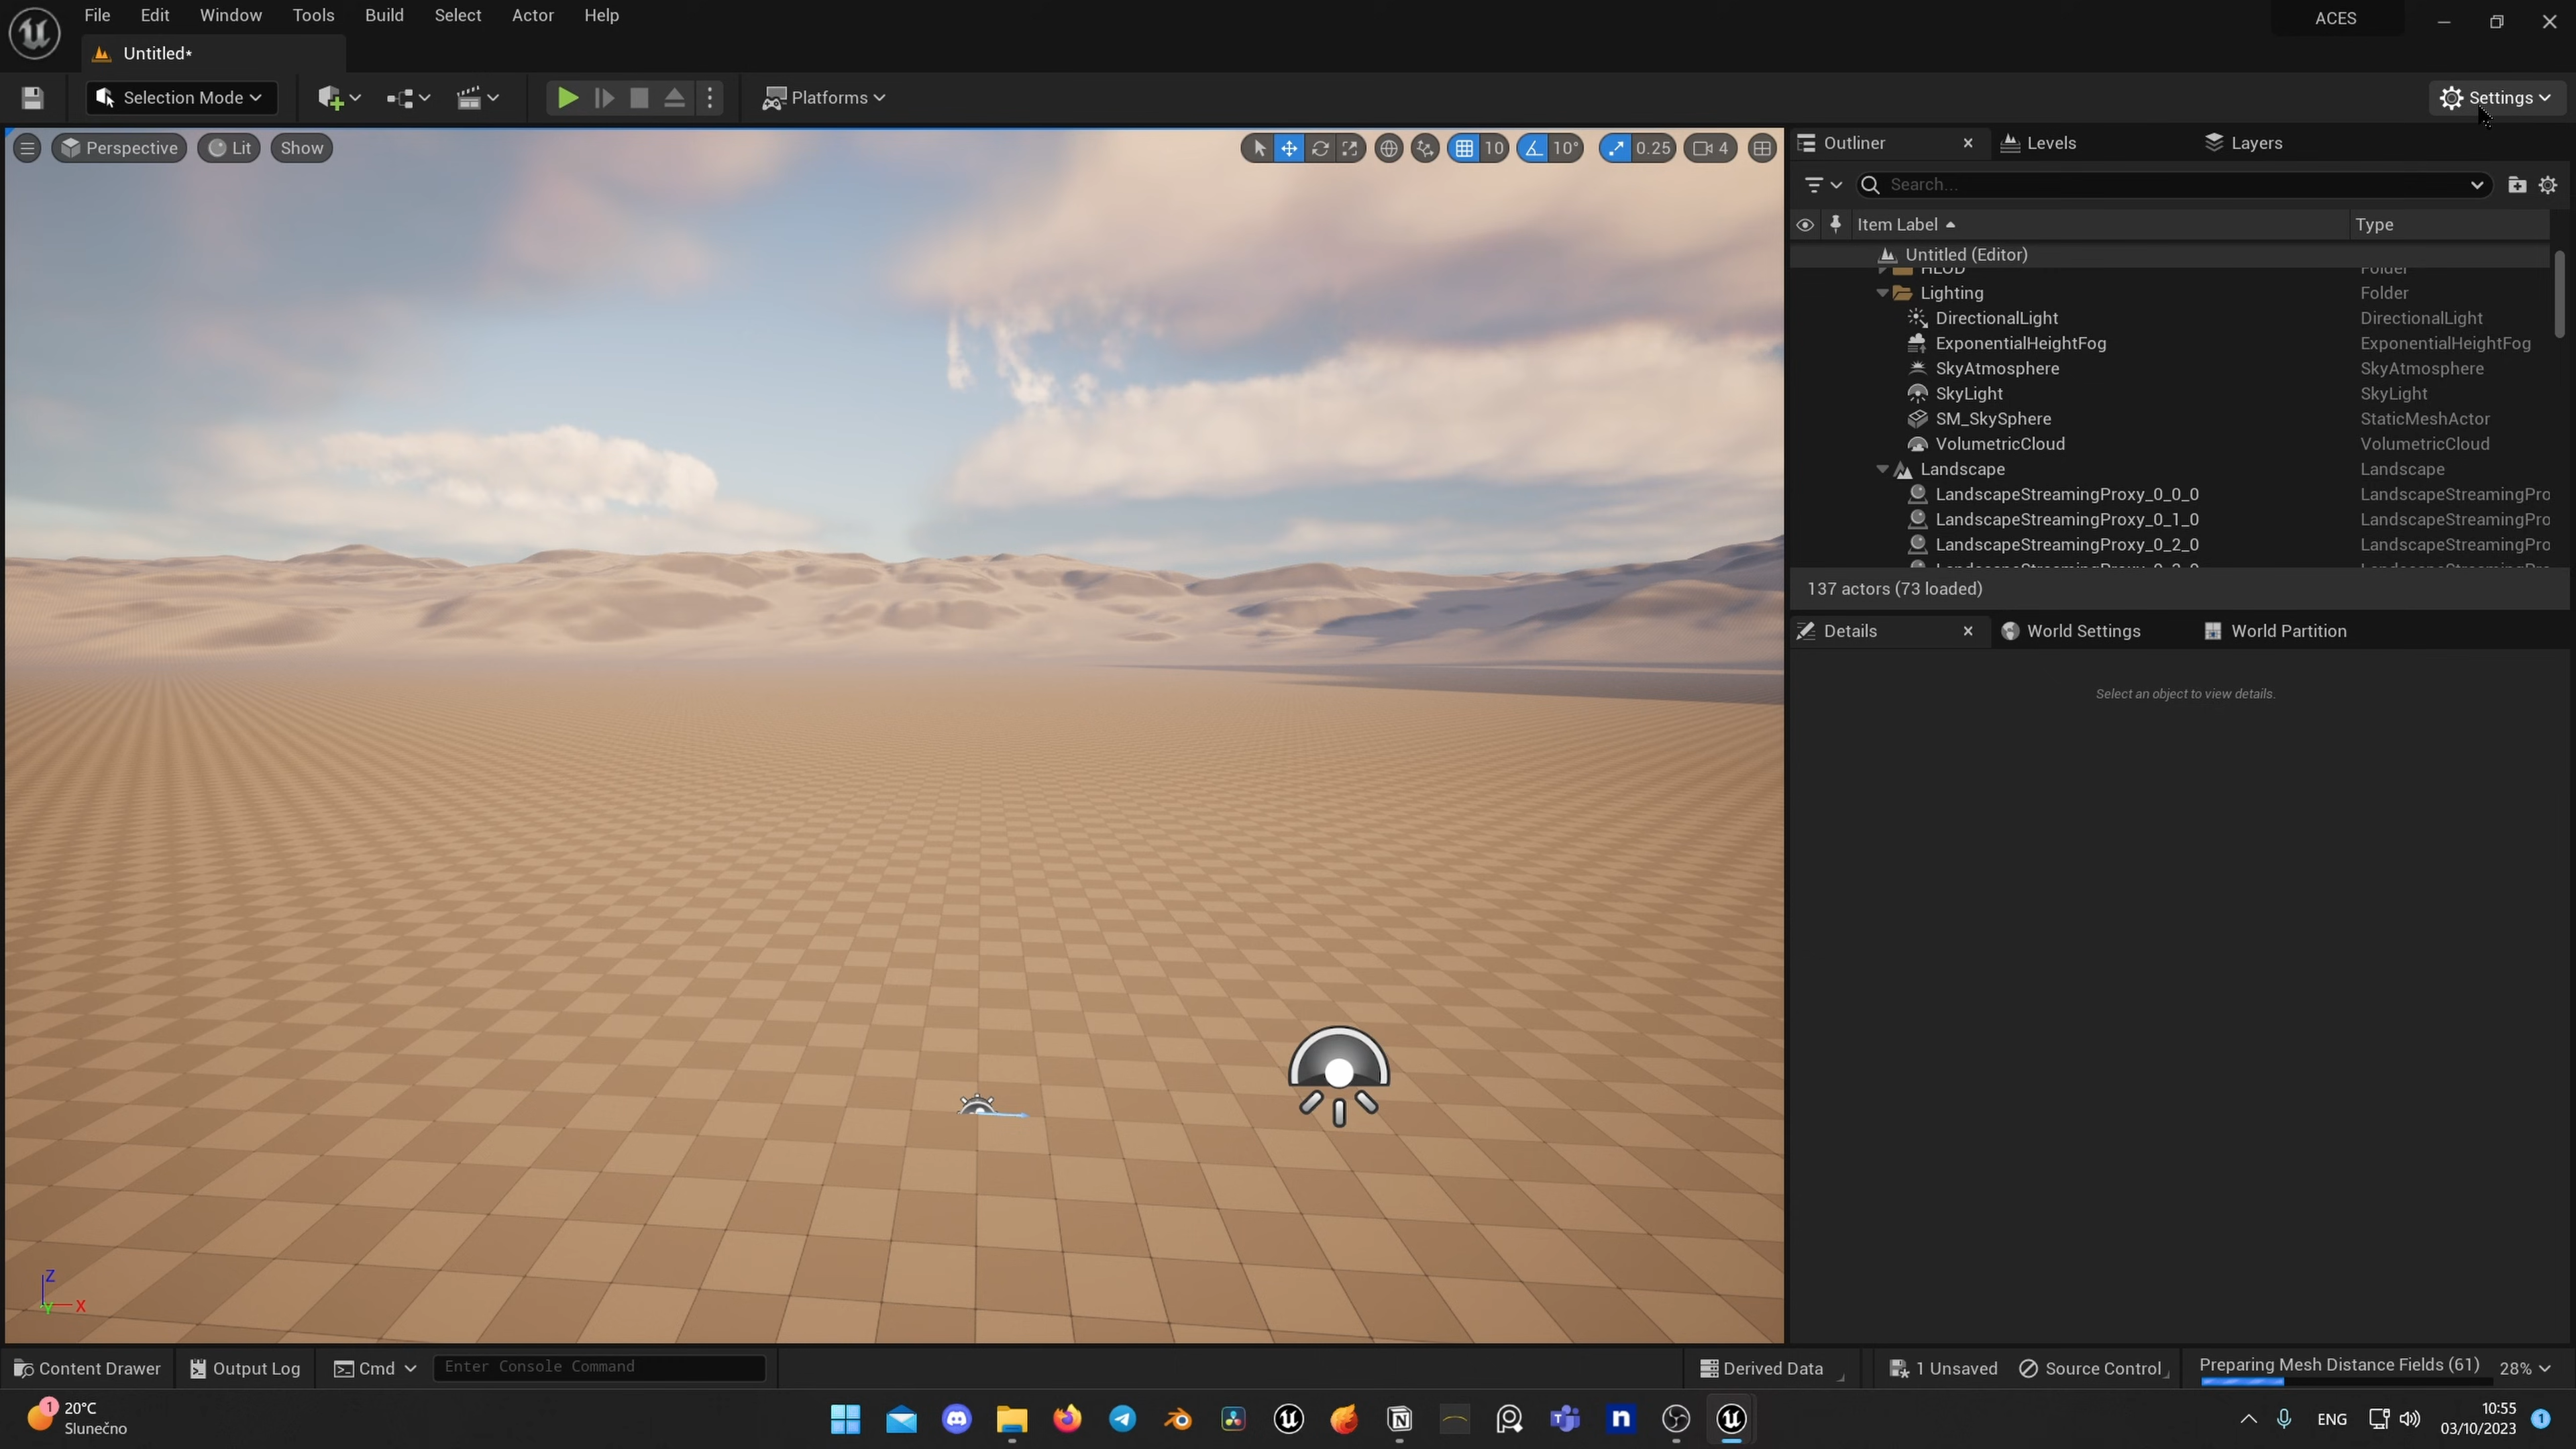 File Edit Window Tools Build Select Actor Help
ACES
Untitled*
Selection Mode
Platforms
Settings
Perspective Lit Show
10 10° 0.25 4
Outliner Levels Layers
Search...
Item Label Type
Untitled (Editor)
HLOD Folder
Lighting Folder
DirectionalLight DirectionalLight
ExponentialHeightFog ExponentialHeightFog
SkyAtmosphere SkyAtmosphere
SkyLight SkyLight
SM_SkySphere StaticMeshActor
VolumetricCloud VolumetricCloud
Landscape Landscape
LandscapeStreamingProxy_0_0_0 LandscapeStreamingPro
LandscapeStreamingProxy_0_1_0 LandscapeStreamingPro
LandscapeStreamingProxy_0_2_0 LandscapeStreamingPro
137 actors (73 loaded)
Details World Settings World Partition
Select an object to view details.
Z
Y X
Content Drawer Output Log Cmd Enter Console Command
Derived Data 1 Unsaved Source Control Preparing Mesh Distance Fields (61) 28%
1 20°C
Slunečno
ENG
10:55
03/10/2023
1